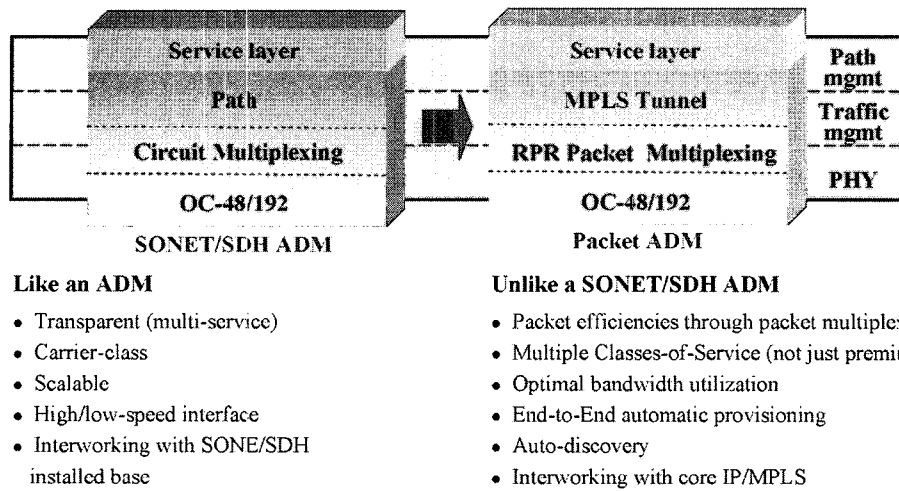 Service layer
Path
Circuit Multiplexing
OC-48/192
SONET/SDH ADM
Service layer
MPLS Tunnel
RPR Packet Multiplexing
OC-48/192
Packet ADM
Path
mgmt
Traffic
mgmt
PHY
Like an ADM
• Transparent (multi-service)
• Carrier-class
• Scalable
• High/low-speed interface
• Interworking with SONE/SDH
installed base
Unlike a SONET/SDH ADM
• Packet efficiencies through packet
• Multiple Classes-of-Service (not just
• Optimal bandwidth utilization
• End-to-End automatic provisioning
• Auto-discovery
• Interworking with core IP/MPLS